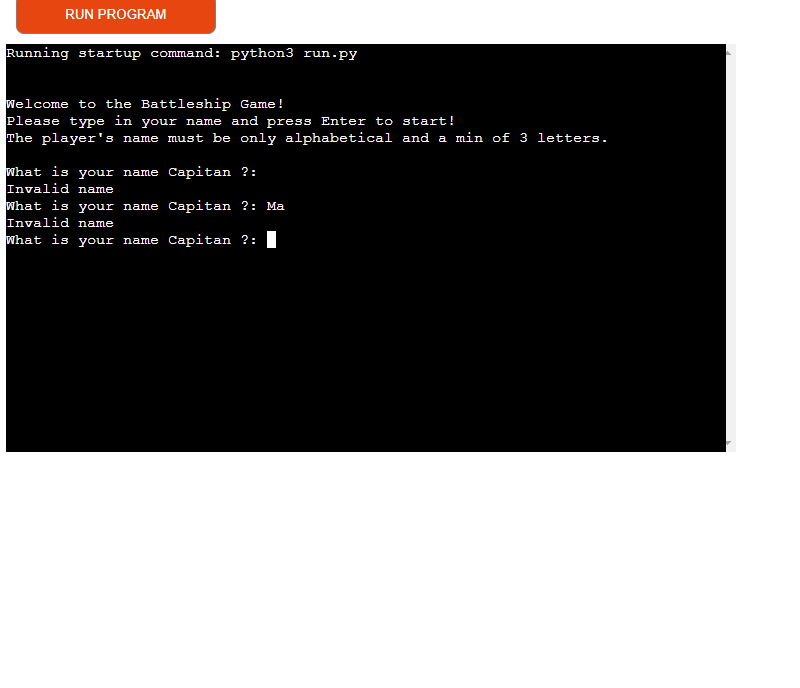 RUN PROGRAM
Running startup command: python3 run.py
Welcome to the Battleship Game!
Please type in your name and press Enter to start!
The player's name must be only alphabetical and a min of 3 letters.
What is your name Capitan ?:
Invalid name
What is your name Capitan ?: Ma
Invalid name
What is your name Capitan ?: